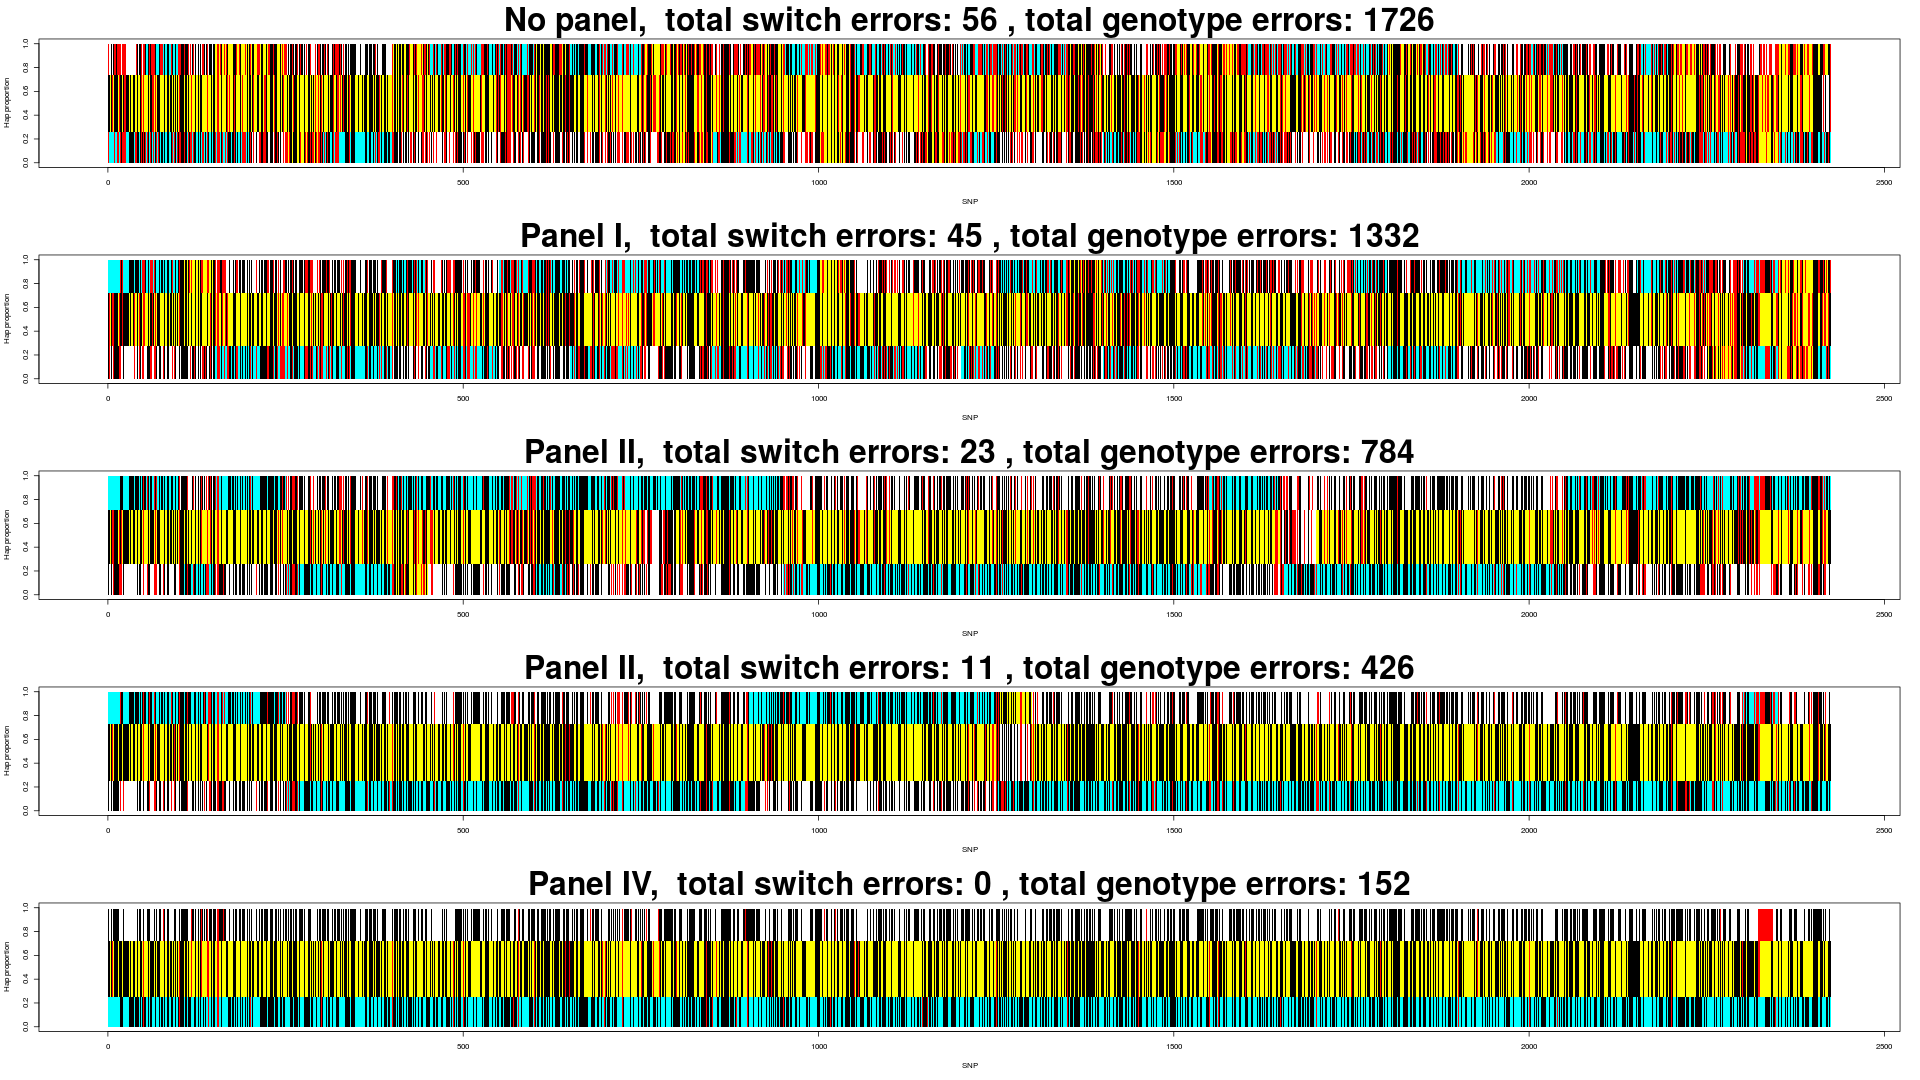 No panel,  total switch errors: 56 , total genotype errors: 1726
Hap proportion
0.0 0.2 0.4 0.6 0.8 1.0
0 500 1000 1500 2000 2500
SNP
Panel I,  total switch errors: 45 , total genotype errors: 1332
Hap proportion
0.0 0.2 0.4 0.6 0.8 1.0
0 500 1000 1500 2000 2500
SNP
Panel II,  total switch errors: 23 , total genotype errors: 784
Hap proportion
0.0 0.2 0.4 0.6 0.8 1.0
0 500 1000 1500 2000 2500
SNP
Panel II,  total switch errors: 11 , total genotype errors: 426
Hap proportion
0.0 0.2 0.4 0.6 0.8 1.0
0 500 1000 1500 2000 2500
SNP
Panel IV,  total switch errors: 0 , total genotype errors: 152
Hap proportion
0.0 0.2 0.4 0.6 0.8 1.0
0 500 1000 1500 2000 2500
SNP